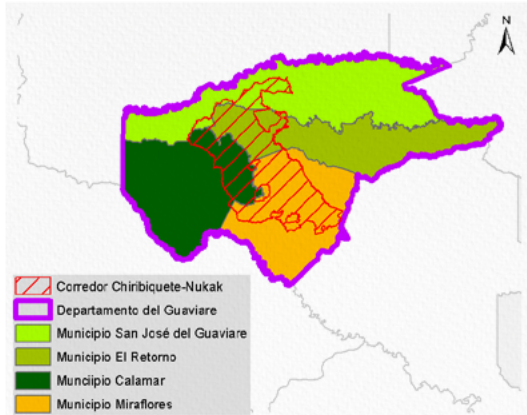 N
Corredor Chiribiquete-Nukak
Departamento del Guaviare
Municipio San José del Guaviare
Municipio El Retorno
Munciipio Calamar
Municipio Miraflores